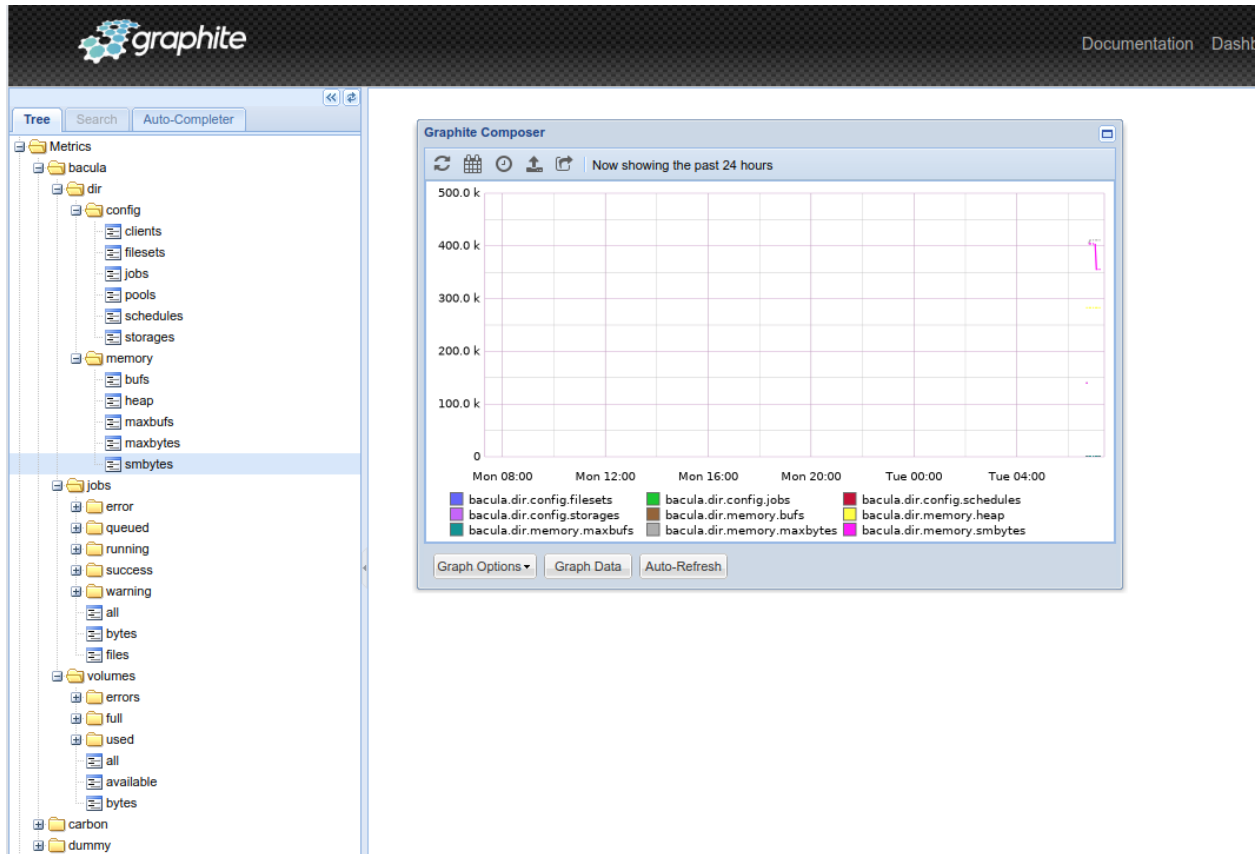 graphite
Documentation Dashb
Tree Search Auto-Completer
Metrics
bacula
dir
config
clients
filesets
jobs
pools
schedules
storages
memory
bufs
heap
maxbufs
maxbytes
smbytes
jobs
error
queued
running
success
warning
all
bytes
files
volumes
errors
full
used
all
available
bytes
carbon
dummy
Graphite Composer
Now showing the past 24 hours
500.0 k
400.0 k
300.0 k
200.0 k
100.0 k
0
Mon 08:00 Mon 12:00 Mon 16:00 Mon 20:00 Tue 00:00 Tue 04:00
bacula.dir.config.filesets bacula.dir.config.jobs bacula.dir.config.schedules
bacula.dir.config.storages bacula.dir.memory.bufs bacula.dir.memory.heap
bacula.dir.memory.maxbufs bacula.dir.memory.maxbytes bacula.dir.memory.smbytes
Graph Options Graph Data Auto-Refresh